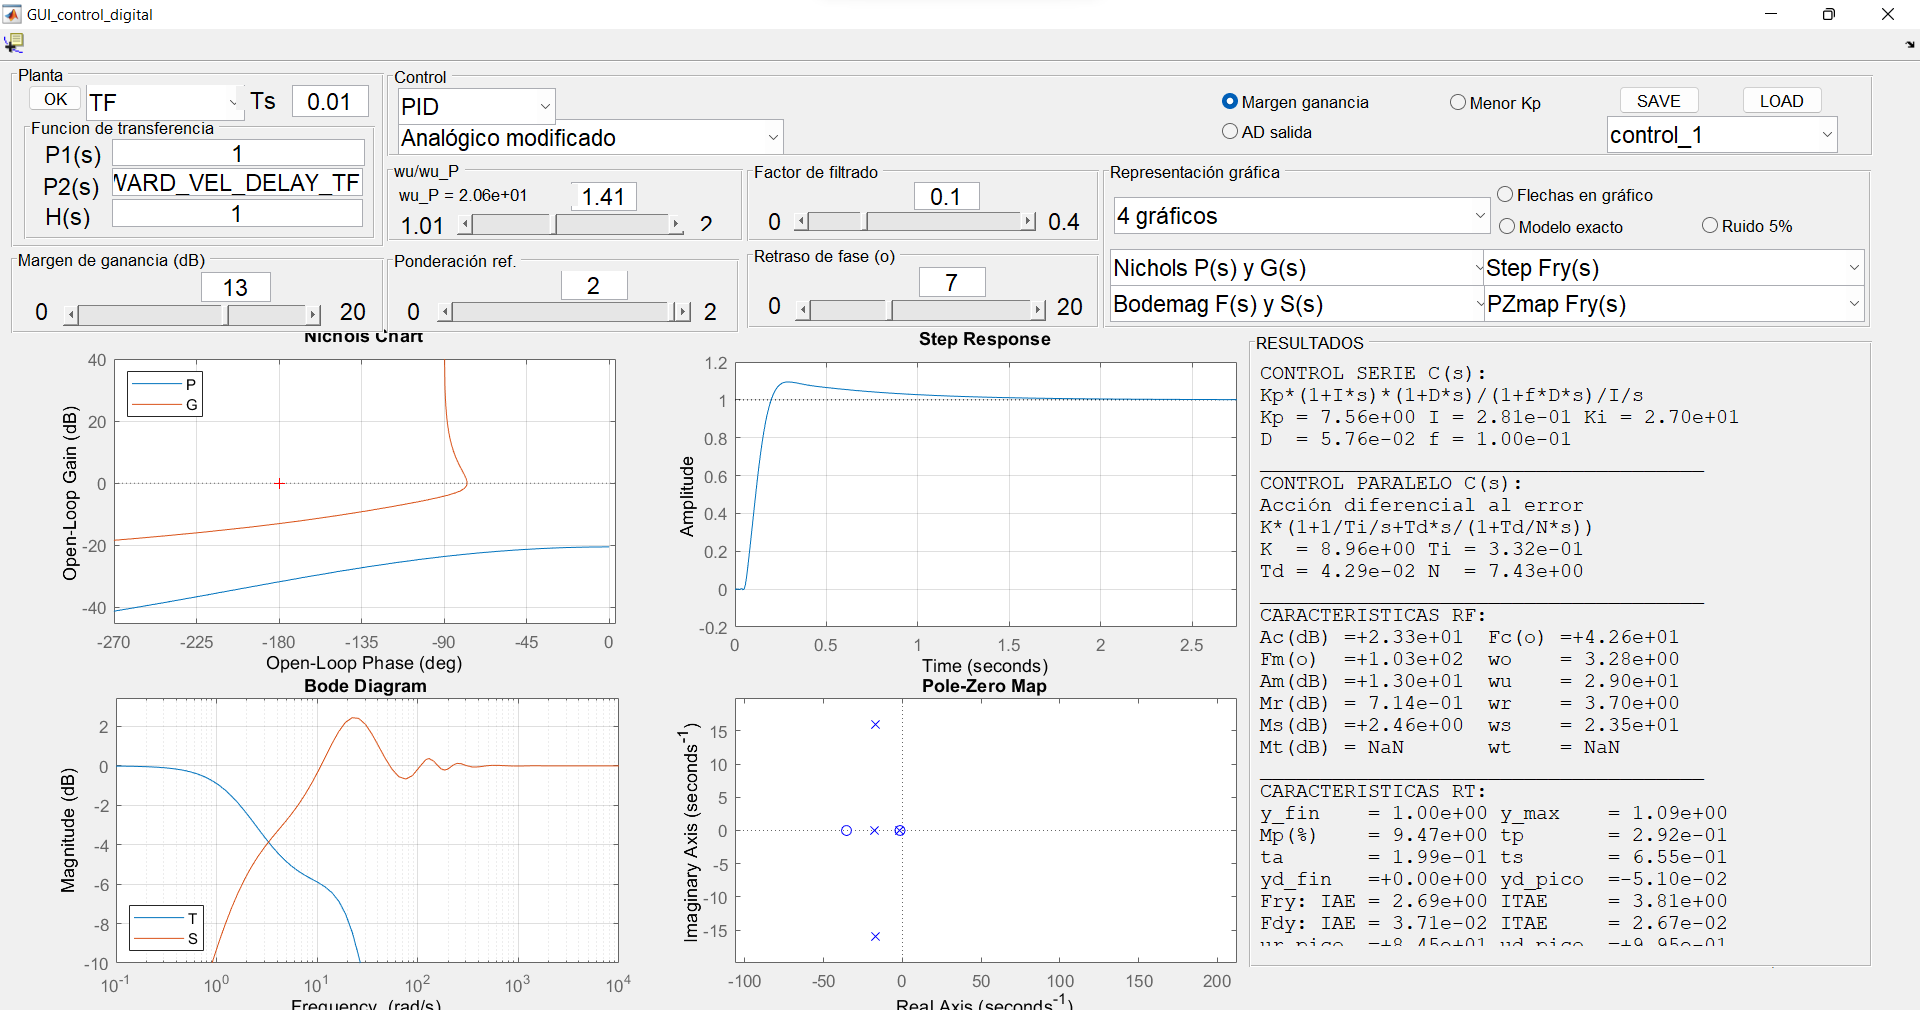 GUI_control_digital
Planta
OK TF Ts 0.01
Funcion de transferencia
P1(s) 1
P2(s) WARD_VEL_DELAY_TF
H(s) 1
Control
PID
Analógico modificado
Margen ganancia
Menor Kp
AD salida
SAVE LOAD
control_1
wu/wu_P
wu_P = 2.06e+01 1.41
1.01 2
Factor de filtrado
0.1
0 0.4
Representación gráfica
4 gráficos
Flechas en gráfico
Modelo exacto
Ruido 5%
Nichols P(s) y G(s) Step Fry(s)
Bodemag F(s) y S(s) PZmap Fry(s)
Margen de ganancia (dB)
13
0 20
Ponderación ref.
2
0 2
Retraso de fase (o)
7
0 20
Nichols Chart
Open-Loop Gain (dB)
40
20
0
-20
-40
P
G
-270 -225 -180 -135 -90 -45 0
Open-Loop Phase (deg)
Step Response
Amplitude
1.2
1
0.8
0.6
0.4
0.2
0
-0.2
0 0.5 1 1.5 2 2.5
Time (seconds)
Bode Diagram
Magnitude (dB)
2
0
-2
-4
-6
-8
-10
T
S
10-1 100 101 102 103 104
Frequency (rad/s)
Pole-Zero Map
Imaginary Axis (seconds-1)
15
10
5
0
-5
-10
-15
-100 -50 0 50 100 150 200
Real Axis (seconds-1)
RESULTADOS
CONTROL SERIE C(s):
Kp*(1+I*s)*(1+D*s)/(1+f*D*s)/I/s
Kp = 7.56e+00 I = 2.81e-01 Ki = 2.70e+01
D = 5.76e-02 f = 1.00e-01
CONTROL PARALELO C(s):
Acción diferencial al error
K*(1+1/Ti/s+Td*s/(1+Td/N*s))
K = 8.96e+00 Ti = 3.32e-01
Td = 4.29e-02 N = 7.43e+00
CARACTERISTICAS RF:
Ac(dB) =+2.33e+01 Fc(o) =+4.26e+01
Fm(o) =+1.03e+02 wo = 3.28e+00
Am(dB) =+1.30e+01 wu = 2.90e+01
Mr(dB) = 7.14e-01 wr = 3.70e+00
Ms(dB) =+2.46e+00 ws = 2.35e+01
Mt(dB) = NaN wt = NaN
CARACTERISTICAS RT:
y_fin = 1.00e+00 y_max = 1.09e+00
Mp(%) = 9.47e+00 tp = 2.92e-01
ta = 1.99e-01 ts = 6.55e-01
yd_fin =+0.00e+00 yd_pico =-5.10e-02
Fry: IAE = 2.69e+00 ITAE = 3.81e+00
Fdy: IAE = 3.71e-02 ITAE = 2.67e-02
ur_pico =+8.45e+01 ud_pico =+9.95e-01